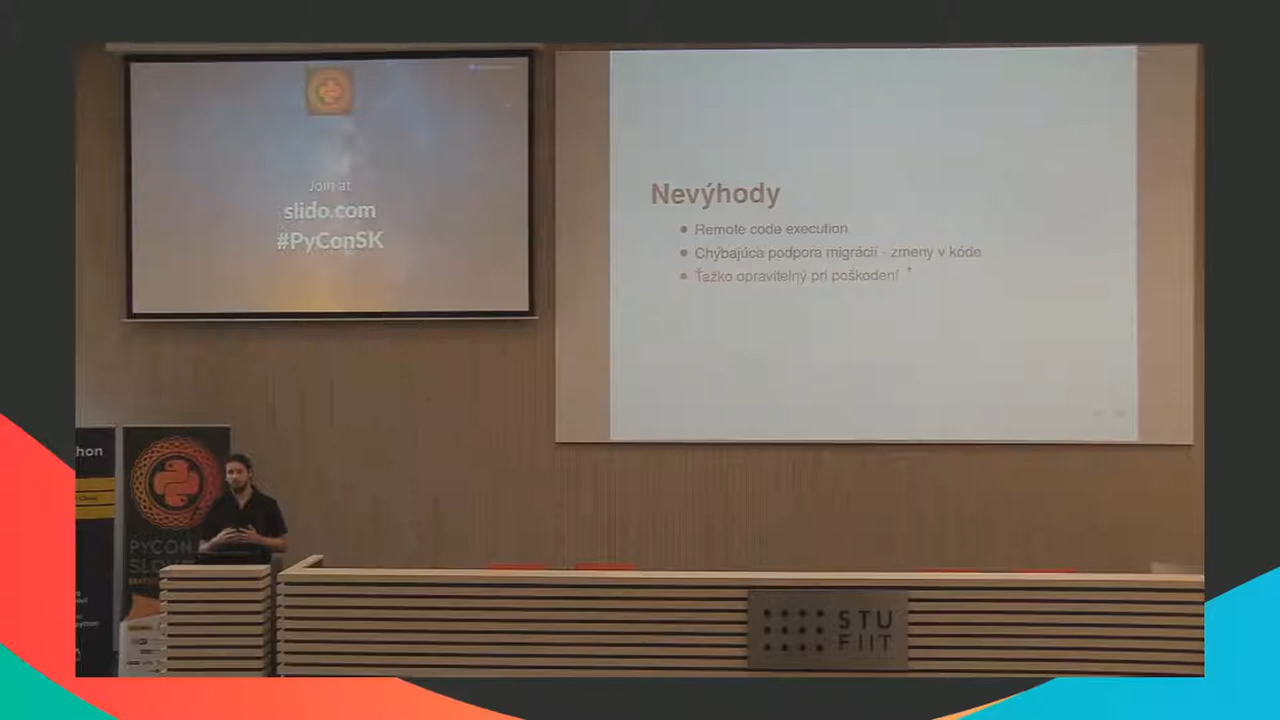 Join at
slido.com
#PyConSK
Nevýhody
Remote code execution
Chýbajúca podpora migrácií - zmeny v kóde
Ťažko opraviteľný pri poškodení *
hon
PYCON
STU
FIIT